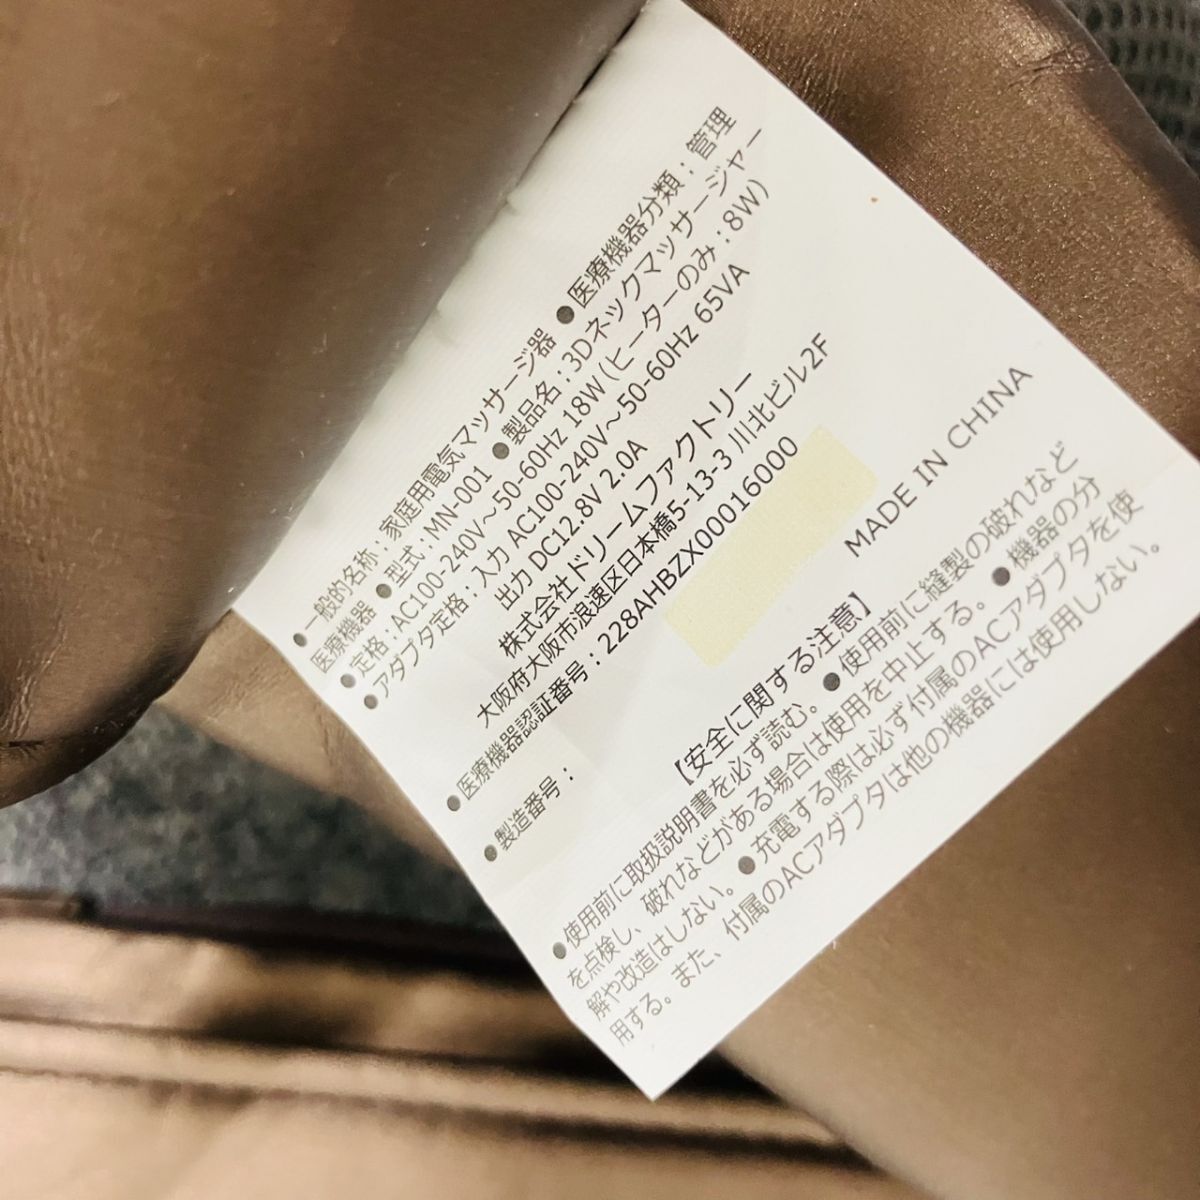 ●一般的名称：家庭用電気マッサージ器 ●医療機器分類：管理
医療機器 ●型式：MN-001 ●製品名：3Dネックマッサージャー
●定格：AC100-240V～50-60Hz 18W（ヒーターのみ：8W）
●アダプタ定格：入力 AC100-240V～50-60Hz 65VA
出力 DC12.8V 2.0A
株式会社ドリームファクトリー
大阪府大阪市浪速区日本橋5-13-3 川北ビル2F
●医療機器認証番号：228AHBZX00016000
●製造番号：
MADE IN CHINA
【安全に関する注意】
●使用前に取扱説明書を必ず読む。●使用前に縫製の破れなど
を点検し、破れなどがある場合は使用を中止する。●機器の分
解や改造はしない。●充電する際は必ず付属のACアダプタを使
用する。また、付属のACアダプタは他の機器には使用しない。